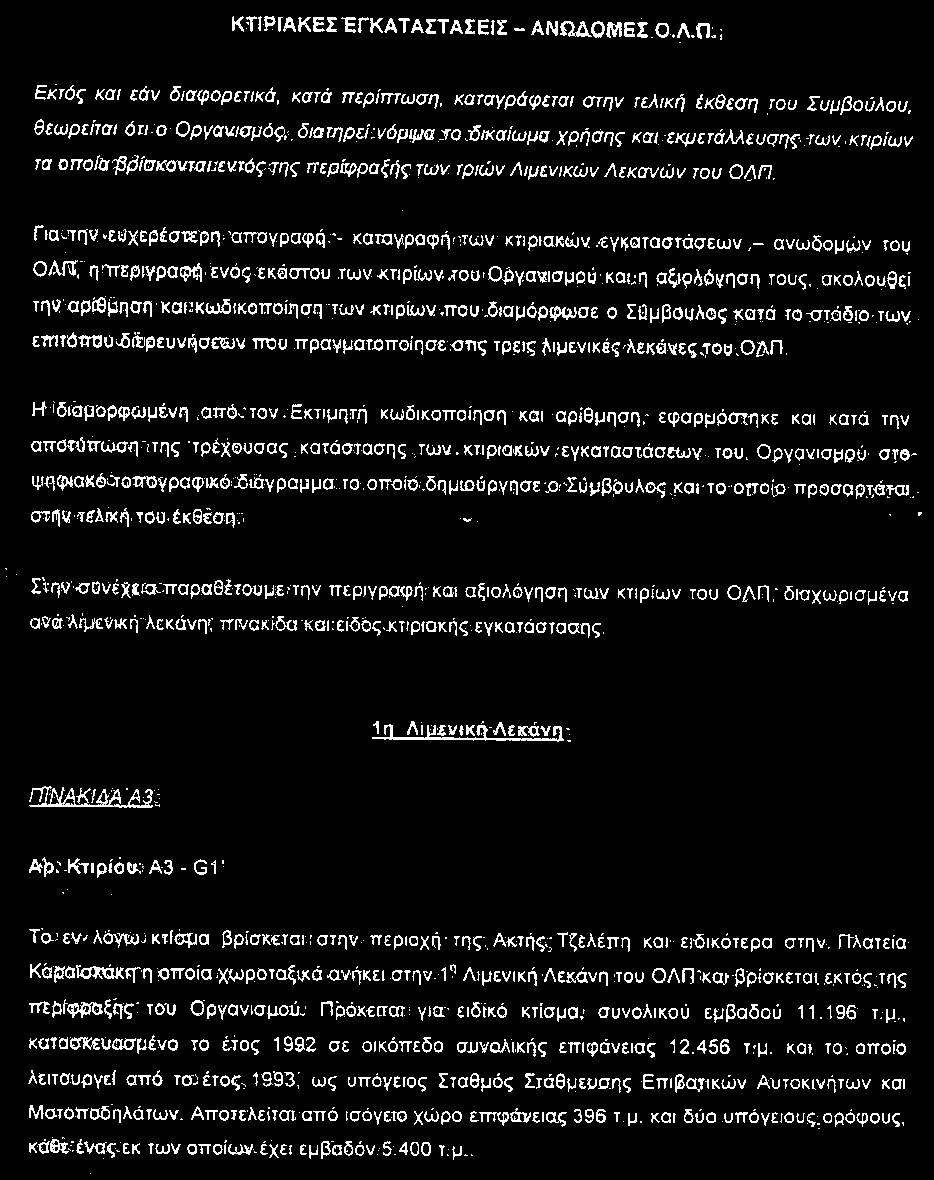 ΚΤΙΡΙΑΚΕΣ ΕΓΚΑΤΑΣΤΑΣΕΙΣ – ΑΝΩΔΟΜΕΣ Ο.Λ.Π.:
Εκτός και εάν διαφορετικά, κατά περίπτωση, καταγράφεται στην τελική έκθεση του Συμβούλου,
θεωρείται ότι ο Οργανισμός, διατηρεί νόμιμα το δικαίωμα χρήσης και εκμετάλλευσης των κτιρίων
τα οποία βρίσκονται εντός της περίφραξής των τριών Λιμενικών Λεκανών του ΟΛΠ.
Για την ευχερέστερη απογραφή - καταγραφή των κτιριακών εγκαταστάσεων – ανωδομών του
ΟΛΠ, η περιγραφή ενός εκάστου των κτιρίων του Οργανισμού και η αξιολόγηση τους, ακολουθεί
την αρίθμηση και κωδικοποίηση των κτιρίων που διαμόρφωσε ο Σύμβουλος κατά το στάδιο των
επιτόπου διερευνήσεων που πραγματοποίησε στις τρεις λιμενικές λεκάνες του ΟΛΠ.
Η διαμορφωμένη από τον Εκτιμητή κωδικοποίηση και αρίθμηση, εφαρμόστηκε και κατά την
αποτύπωση της τρέχουσας κατάστασης των κτιριακών εγκαταστάσεων του Οργανισμού στο
ψηφιακό τοπογραφικό διάγραμμα το οποίο δημιούργησε ο Σύμβουλος και το οποίο προσαρτάται
στην τελική του έκθεση.
Στην συνέχεια παραθέτουμε την περιγραφή και αξιολόγηση των κτιρίων του ΟΛΠ, διαχωρισμένα
ανά λιμενική λεκάνη, πινακίδα και είδος κτιριακής εγκατάστασης.
1η Λιμενική Λεκάνη:
ΠΙΝΑΚΙΔΑ Α3:
Αρ. Κτιρίου: Α3 - G1
Το εν λόγω κτίσμα βρίσκεται στην περιοχή της Ακτής Τζελέπη και ειδικότερα στην Πλατεία
Καραϊσκάκη η οποία χωροταξικά ανήκει στην 1η Λιμενική Λεκάνη του ΟΛΠ και βρίσκεται εκτός της
περίφραξης του Οργανισμού. Πρόκειται για ειδικό κτίσμα, συνολικού εμβαδού 11.196 τ.μ.,
κατασκευασμένο το έτος 1992 σε οικόπεδο συνολικής επιφάνειας 12.456 τ.μ. και το οποίο
λειτουργεί από το έτος 1993, ως υπόγειος Σταθμός Στάθμευσης Επιβατικών Αυτοκινήτων και
Μοτοποδηλάτων. Αποτελείται από ισόγειο χώρο επιφάνειας 396 τ.μ. και δύο υπόγειους ορόφους,
κάθε ένας εκ των οποίων έχει εμβαδόν 5.400 τ.μ..